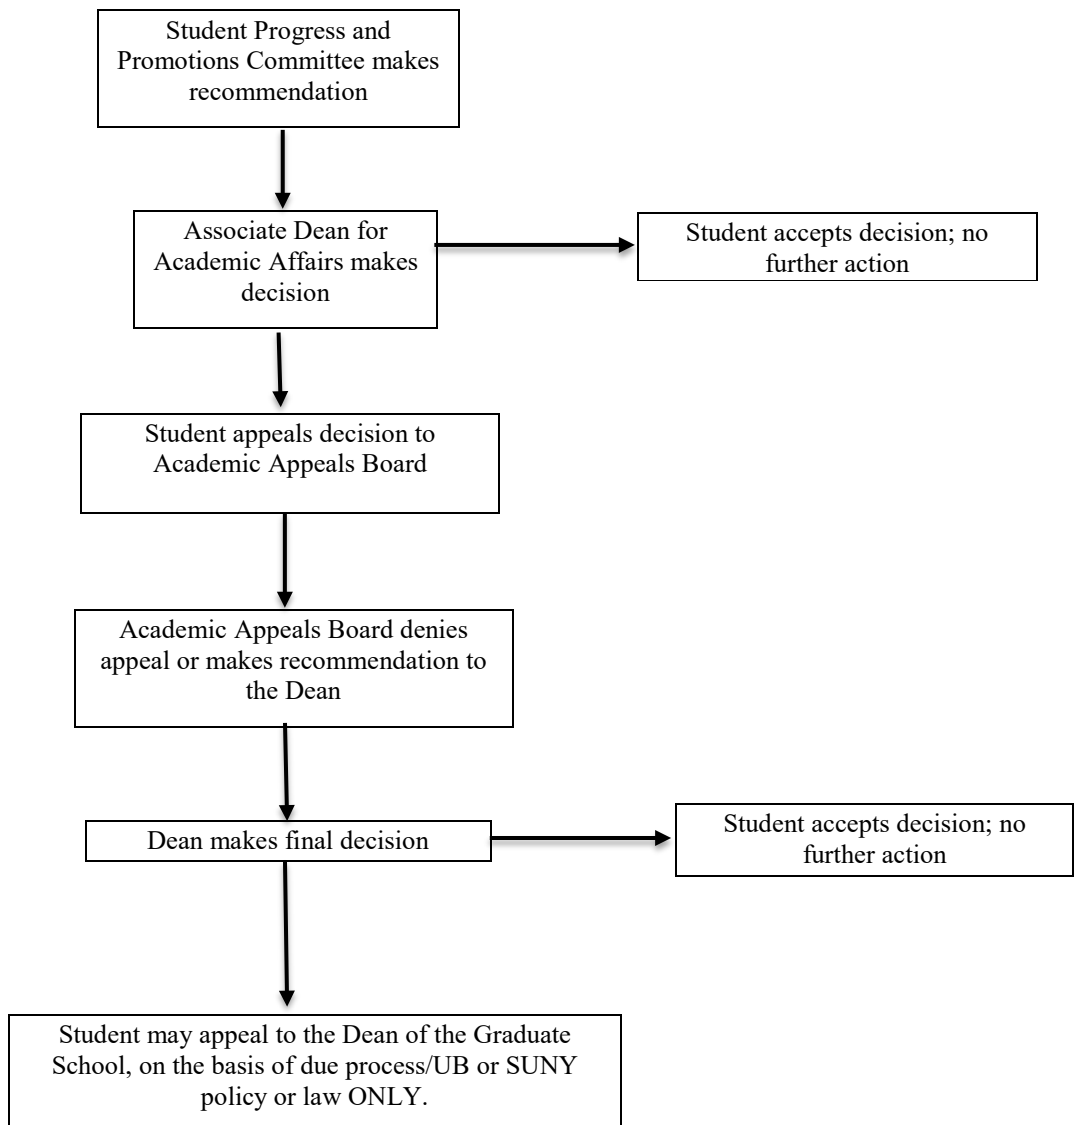 Student Progress and
Promotions Committee makes
recommendation
Associate Dean for
Academic Affairs makes
decision
Student accepts decision; no
further action
Student appeals decision to
Academic Appeals Board
Academic Appeals Board denies
appeal or makes recommendation to
the Dean
Dean makes final decision
Student accepts decision; no
further action
Student may appeal to the Dean of the Graduate
School, on the basis of due process/UB or SUNY
policy or law ONLY.